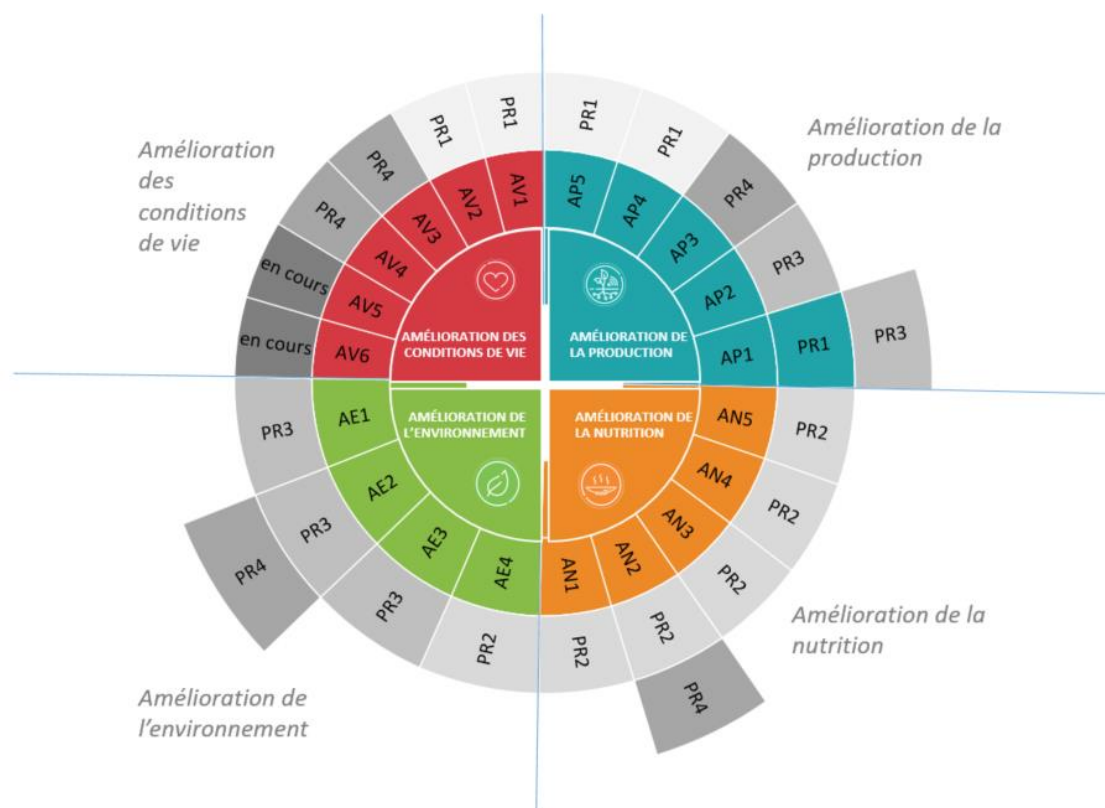 Amélioration
des
conditions
de vie
Amélioration de la
production
Amélioration de
l'environnement
Amélioration de la
nutrition
AMÉLIORATION DES
CONDITIONS DE VIE
AMÉLIORATION DE
LA PRODUCTION
AMÉLIORATION DE
L'ENVIRONNEMENT
AMÉLIORATION DE
LA NUTRITION
AV1
PR1
AV2
PR1
AV3
PR4
AV4
PR4
AV5
en cours
AV6
en cours
AP5
PR1
AP4
PR1
AP3
PR4
AP2
PR3
AP1
PR1
PR3
AN5
PR2
AN4
PR2
AN3
PR2
AN2
PR2
PR4
AN1
PR2
AE4
PR2
AE3
PR3
AE2
PR3
PR4
AE1
PR3